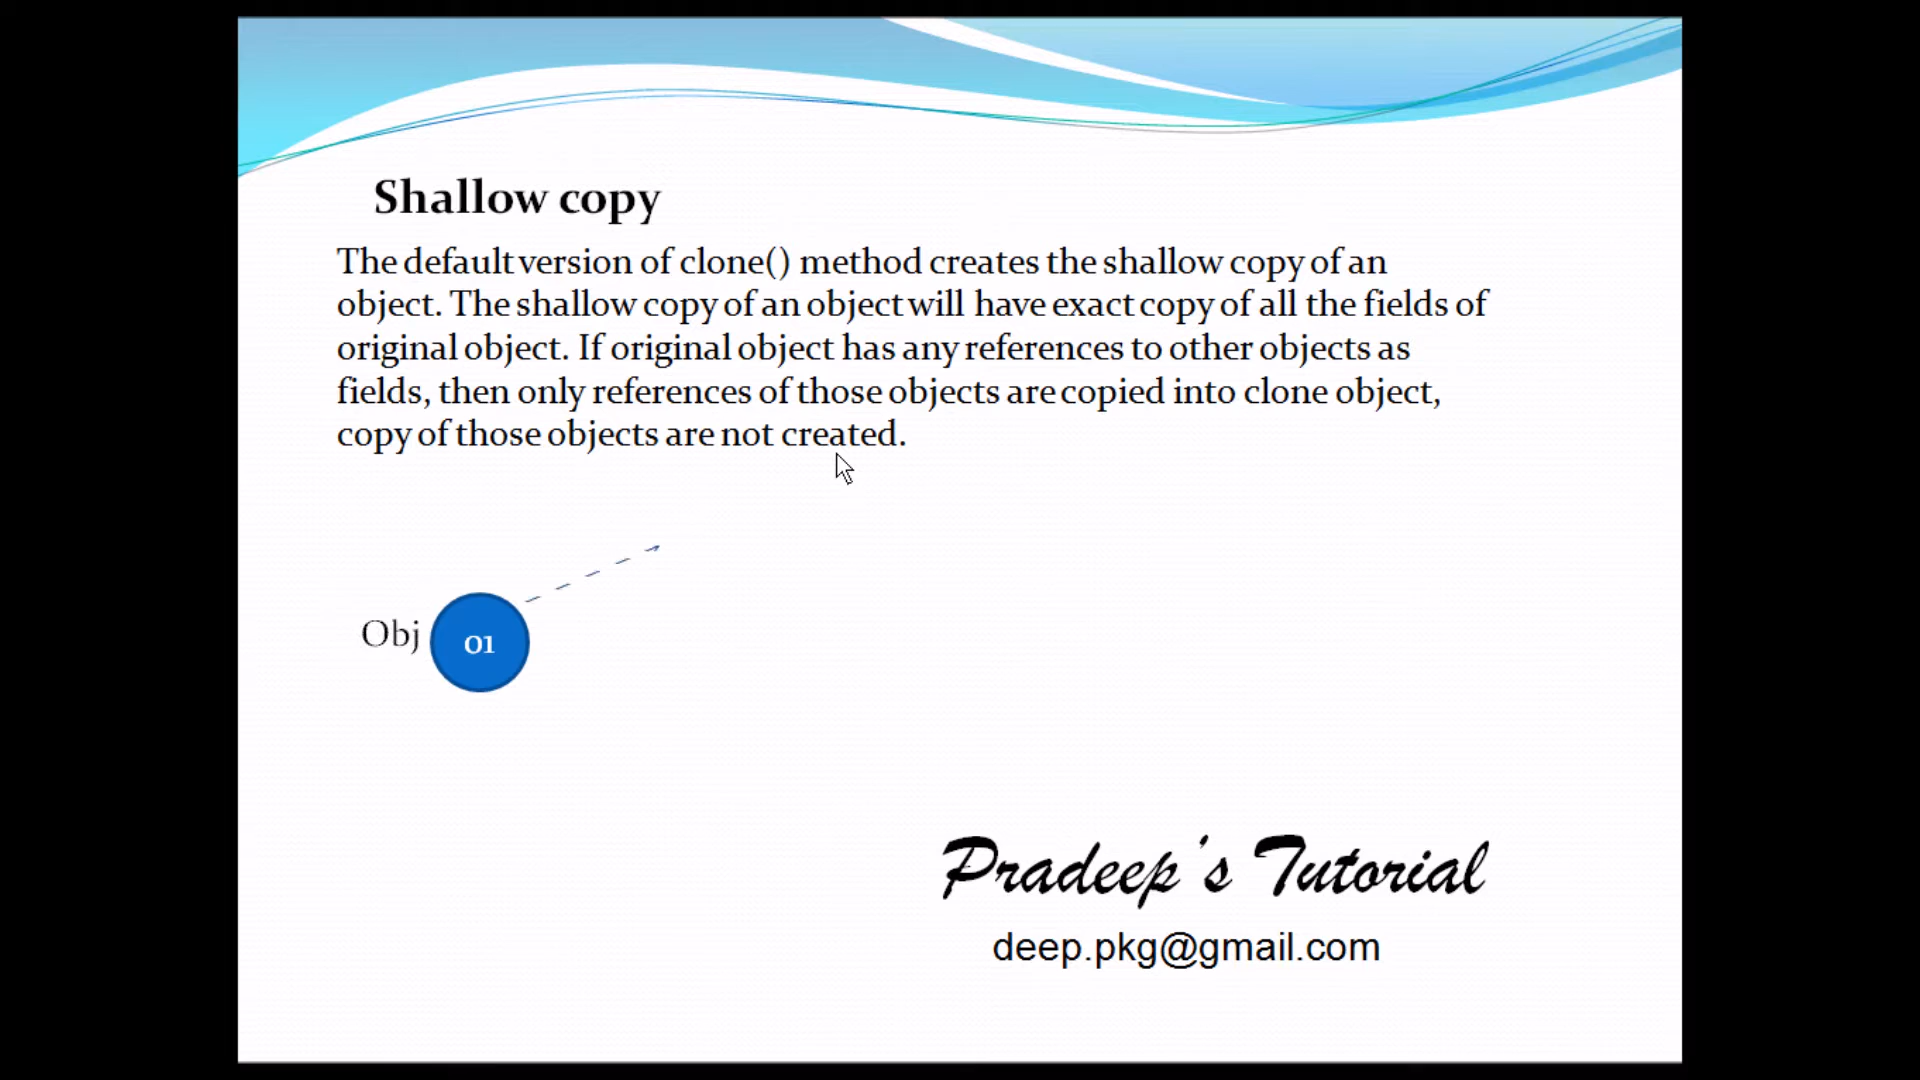 Shallow copy
The default version of clone() method creates the shallow copy of an
object. The shallow copy of an object will have exact copy of all the fields of
original object. If original object has any references to other objects as
fields, then only references of those objects are copied into clone object,
copy of those objects are not created.
Obj 01
Pradeep's Tutorial
deep.pkg@gmail.com